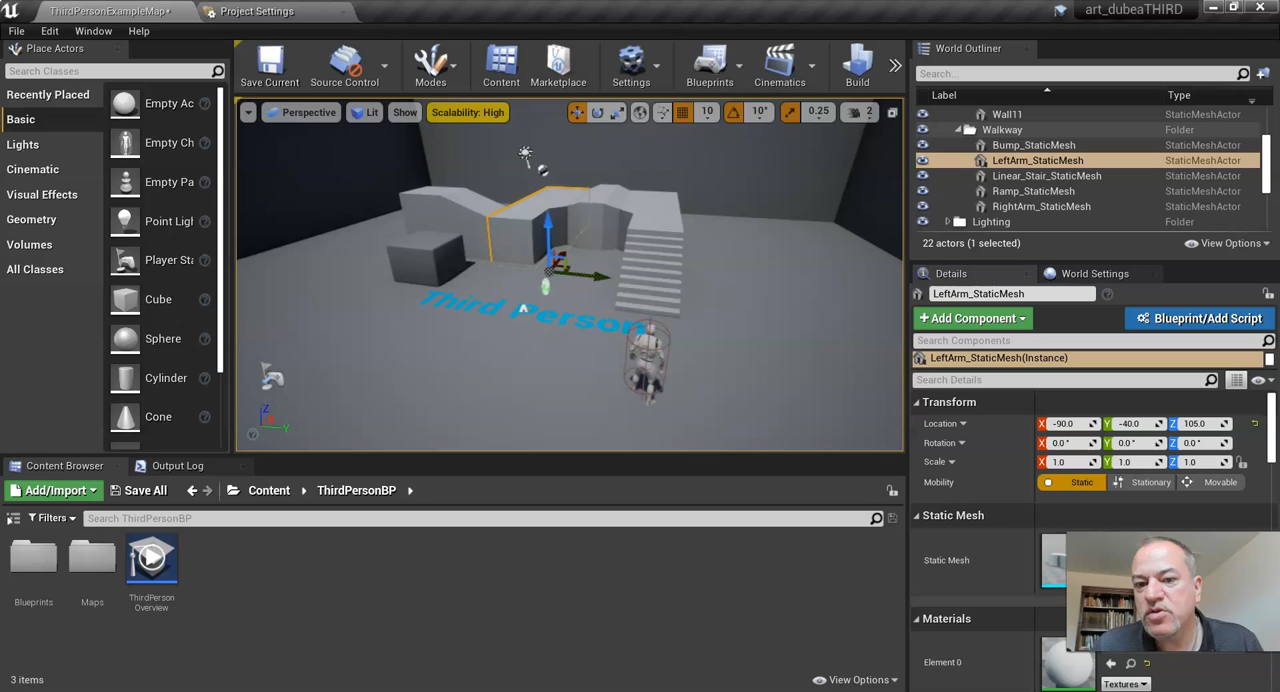 ThirdPersonExampleMap•
Project Settings
art_dubeaTHIRD
File Edit Window Help
Place Actors
Search Classes
Recently Placed
Basic
Lights
Cinematic
Visual Effects
Geometry
Volumes
All Classes
Empty Ac
Empty Ch
Empty Pa
Point Ligh
Player Sta
Cube
Sphere
Cylinder
Cone
Save Current
Source Control
Modes
Content
Marketplace
Settings
Blueprints
Cinematics
Build
Perspective
Lit
Show
Scalability: High
10
10°
0.25
2
Third Person
Z
X
Y
World Outliner
Search...
Label
Type
Wall11 StaticMeshActor
Walkway Folder
Bump_StaticMesh StaticMeshActor
LeftArm_StaticMesh StaticMeshActor
Linear_Stair_StaticMesh StaticMeshActor
Ramp_StaticMesh StaticMeshActor
RightArm_StaticMesh StaticMeshActor
Lighting Folder
22 actors (1 selected)
View Options
Details
World Settings
LeftArm_StaticMesh
+ Add Component
Blueprint/Add Script
Search Components
LeftArm_StaticMesh(Instance)
Search Details
Transform
Location X -90.0 Y -40.0 Z 105.0
Rotation X 0.0° Y 0.0° Z 0.0°
Scale X 1.0 Y 1.0 Z 1.0
Mobility Static Stationary Movable
Static Mesh
Static Mesh
Materials
Element 0
Textures
Content Browser
Output Log
Add/Import
Save All
Content
ThirdPersonBP
Filters
Search ThirdPersonBP
Blueprints
Maps
ThirdPerson
Overview
3 items
View Options